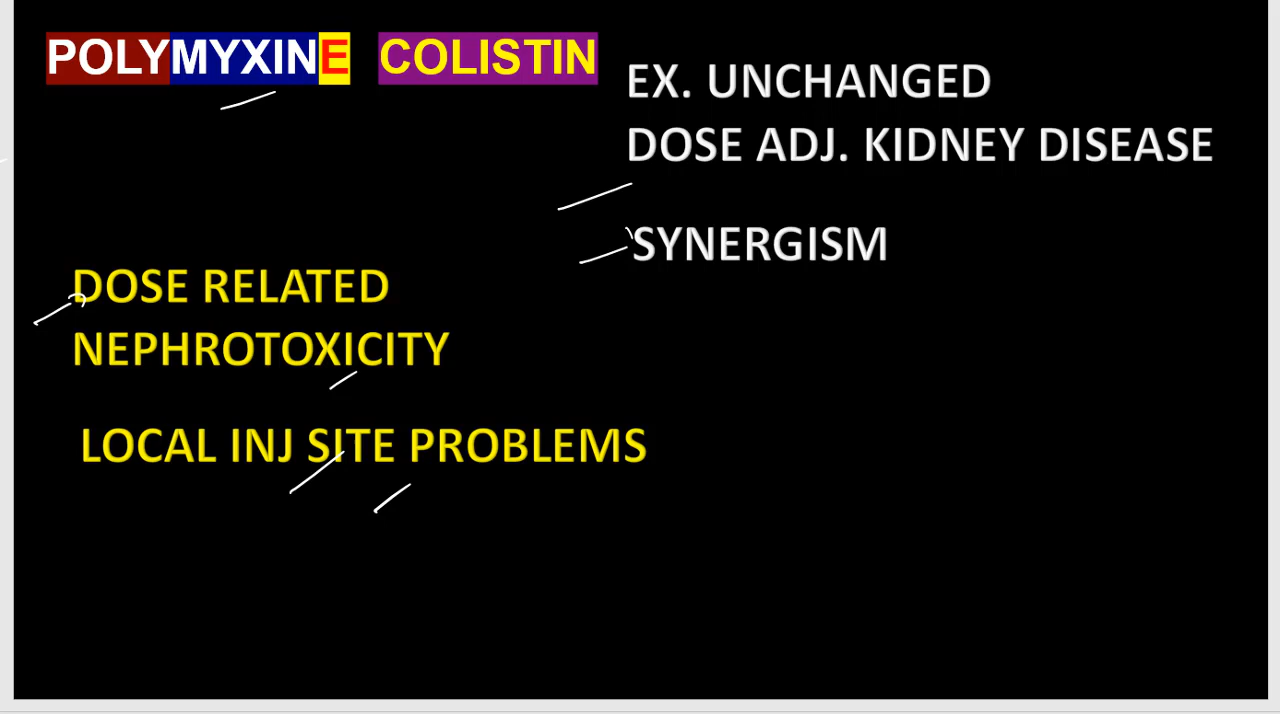 POLYMYXINE COLISTIN
EX. UNCHANGED
DOSE ADJ. KIDNEY DISEASE
SYNERGISM
DOSE RELATED
NEPHROTOXICITY
LOCAL INJ SITE PROBLEMS